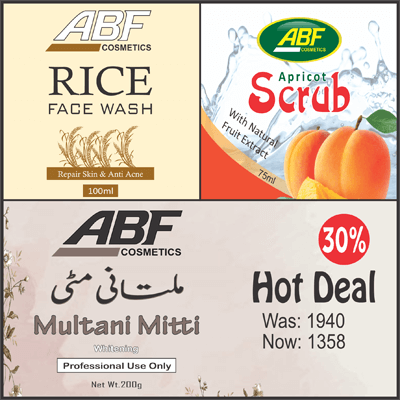 ABF
COSMETICS
RICE
FACE WASH
Repair Skin & Anti Acne
100ml
ABF
COSMETICS
Apricot
Scrub
With Natural
Fruit Extract
75ml
ABF
COSMETICS
ملتانی مٹی
Multani Mitti
Whitening
Professional Use Only
Net Wt.200g
30%
Hot Deal
Was: 1940
Now: 1358